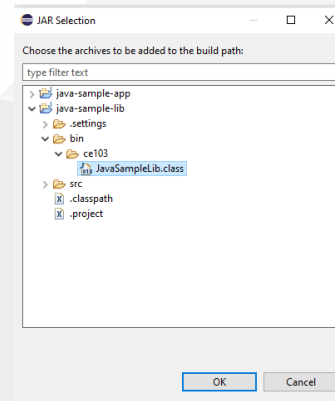 JAR Selection
Choose the archives to be added to the build path:
type filter text
java-sample-app
java-sample-lib
.settings
bin
ce103
JavaSampleLib.class
src
.classpath
.project
OK
Cancel